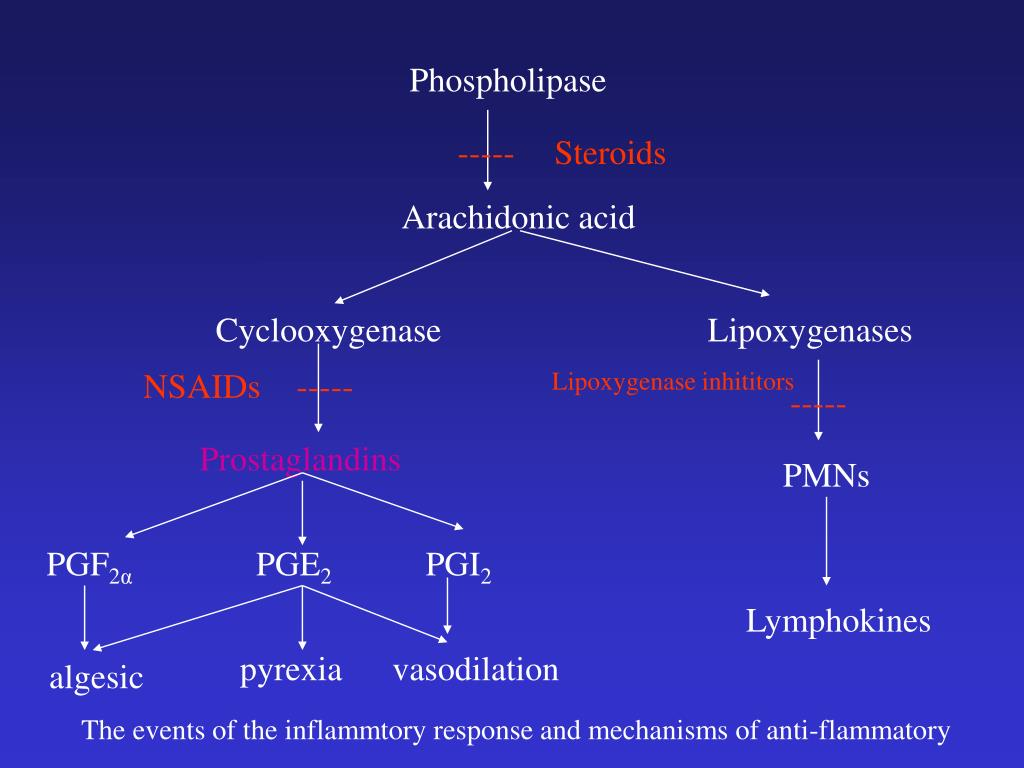 Phospholipase
----- Steroids
Arachidonic acid
Cyclooxygenase Lipoxygenases
NSAIDs ----- Lipoxygenase inhititors -----
Prostaglandins
PMNs
PGF2α PGE2 PGI2
Lymphokines
algesic pyrexia vasodilation
The events of the inflammtory response and mechanisms of anti-flammatory